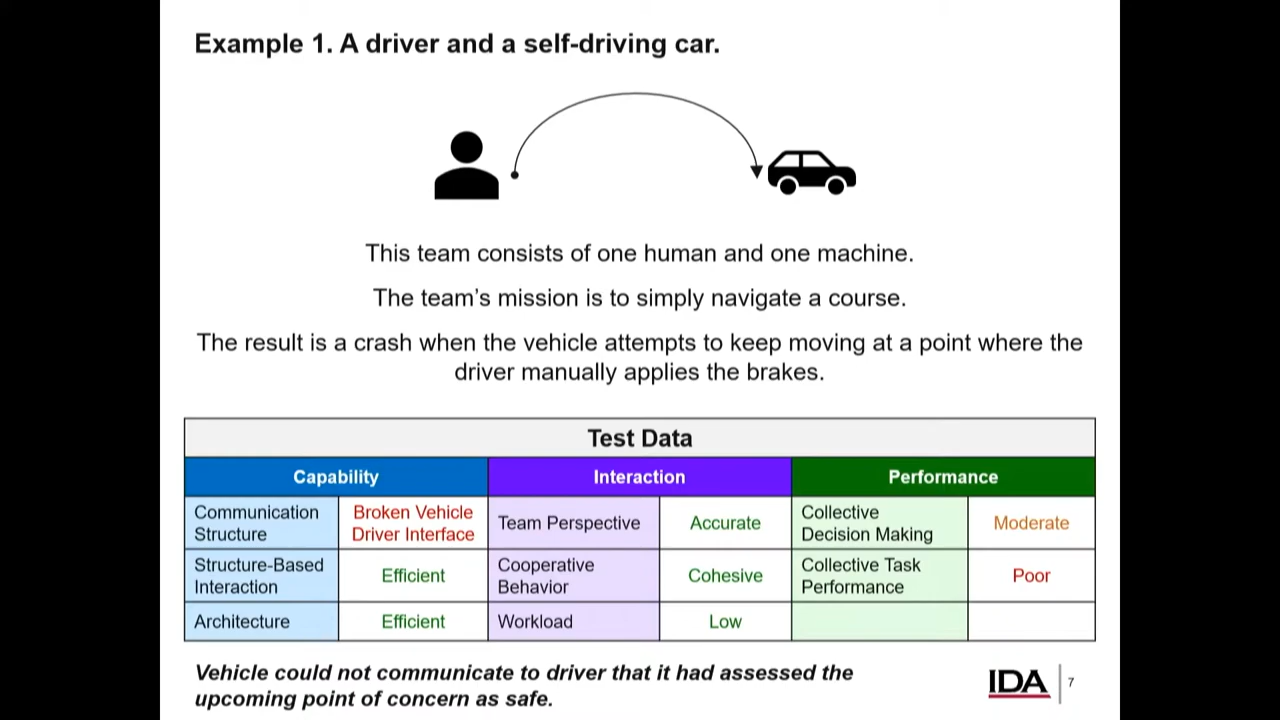 Example 1. A driver and a self-driving car.
This team consists of one human and one machine.
The team's mission is to simply navigate a course.
The result is a crash when the vehicle attempts to keep moving at a point where the
driver manually applies the brakes.
Test Data
Capability
Interaction
Performance
Communication
Structure
Broken Vehicle
Driver Interface
Team Perspective
Accurate
Collective
Decision Making
Moderate
Structure-Based
Interaction
Efficient
Cooperative
Behavior
Cohesive
Collective Task
Performance
Poor
Architecture
Efficient
Workload
Low
Vehicle could not communicate to driver that it had assessed the
upcoming point of concern as safe.
IDA
7